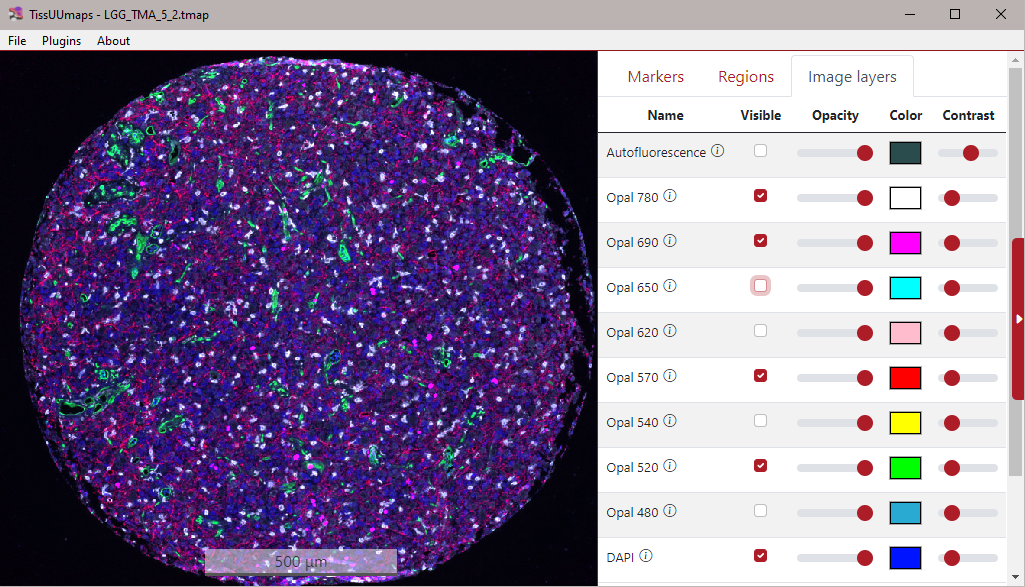 TissUUmaps - LGG_TMA_5_2.tmap
File Plugins About
Markers Regions Image layers
Name Visible Opacity Color Contrast
Autofluorescence
Opal 780
Opal 690
Opal 650
Opal 620
Opal 570
Opal 540
Opal 520
Opal 480
DAPI
500 µm